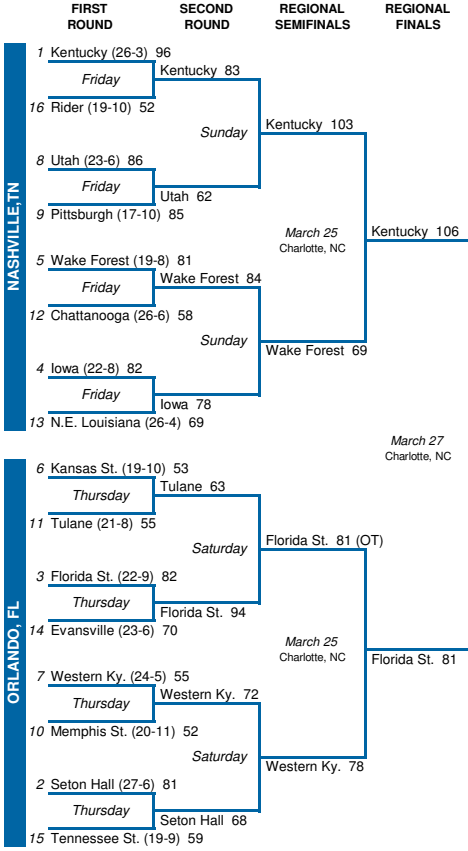 FIRST ROUND
SECOND ROUND
REGIONAL SEMIFINALS
REGIONAL FINALS
NASHVILLE,TN
1 Kentucky (26-3) 96
Friday
16 Rider (19-10) 52
Kentucky 83
Sunday
8 Utah (23-6) 86
Friday
9 Pittsburgh (17-10) 85
Utah 62
Kentucky 103
March 25
Charlotte, NC
5 Wake Forest (19-8) 81
Friday
12 Chattanooga (26-6) 58
Wake Forest 84
Sunday
4 Iowa (22-8) 82
Friday
13 N.E. Louisiana (26-4) 69
Iowa 78
Wake Forest 69
Kentucky 106
March 27
Charlotte, NC
ORLANDO, FL
6 Kansas St. (19-10) 53
Thursday
11 Tulane (21-8) 55
Tulane 63
Saturday
3 Florida St. (22-9) 82
Thursday
14 Evansville (23-6) 70
Florida St. 94
Florida St. 81 (OT)
March 25
Charlotte, NC
7 Western Ky. (24-5) 55
Thursday
10 Memphis St. (20-11) 52
Western Ky. 72
Saturday
2 Seton Hall (27-6) 81
Thursday
15 Tennessee St. (19-9) 59
Seton Hall 68
Western Ky. 78
Florida St. 81